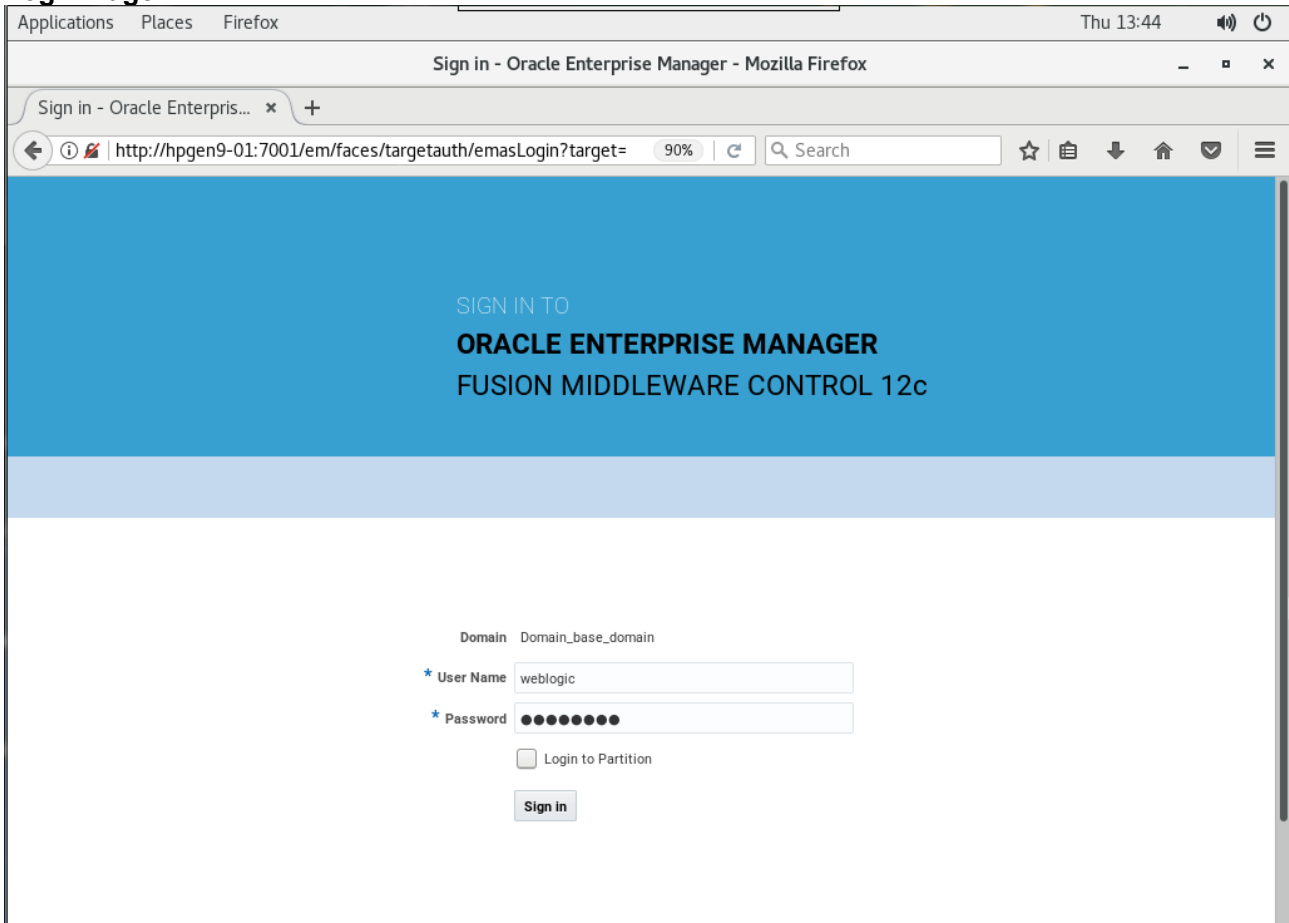 Applications Places Firefox Thu 13:44
Sign in - Oracle Enterprise Manager - Mozilla Firefox
Sign in - Oracle Enterpris...
http://hpgen9-01:7001/em/faces/targetauth/emasLogin?target= 90% Search
SIGN IN TO
ORACLE ENTERPRISE MANAGER
FUSION MIDDLEWARE CONTROL 12c
Domain Domain_base_domain
* User Name weblogic
* Password ●●●●●●●●
Login to Partition
Sign in